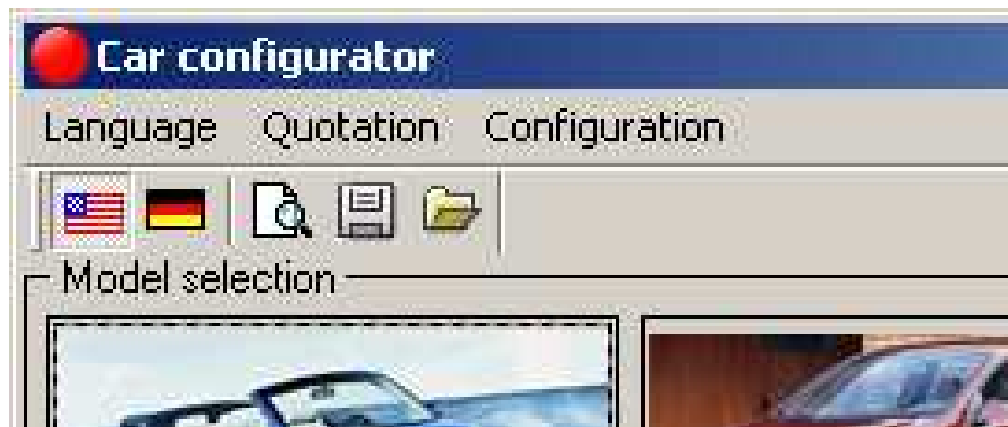 Car configurator
Language Quotation Configuration
Model selection